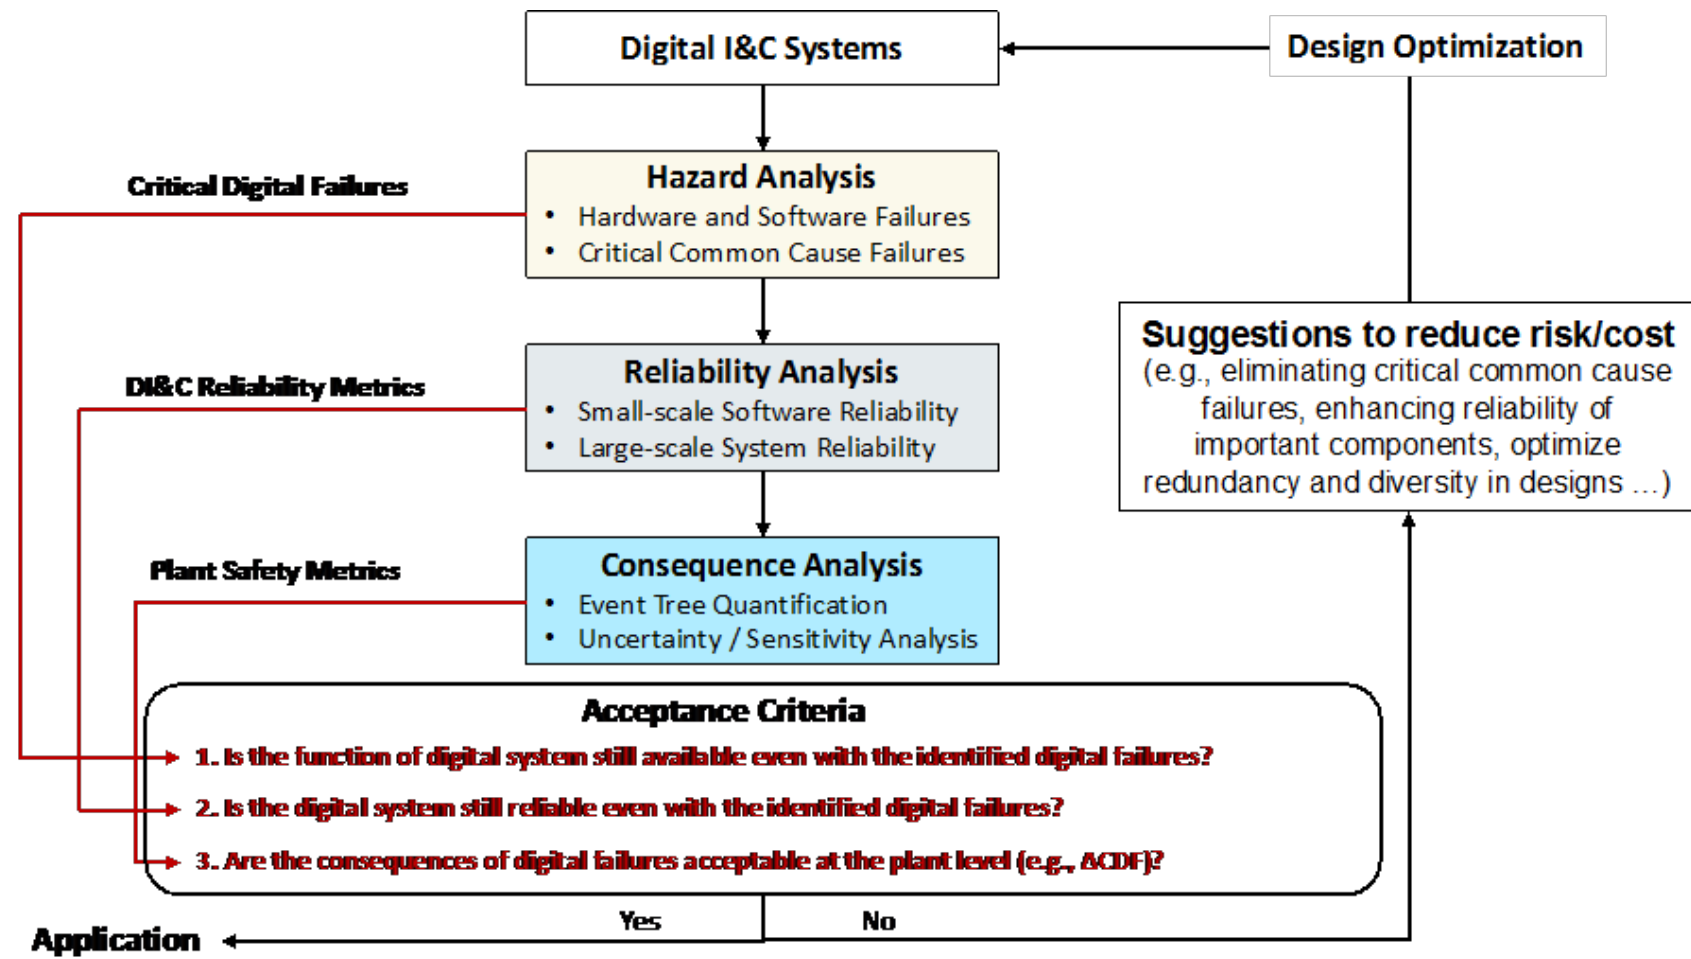 Digital I&C Systems
Design Optimization
Critical Digital Failures
Hazard Analysis
• Hardware and Software Failures
• Critical Common Cause Failures
DI&C Reliability Metrics
Reliability Analysis
• Small-scale Software Reliability
• Large-scale System Reliability
Suggestions to reduce risk/cost
(e.g., eliminating critical common cause
failures, enhancing reliability of
important components, optimize
redundancy and diversity in designs ...)
Plant Safety Metrics
Consequence Analysis
• Event Tree Quantification
• Uncertainty / Sensitivity Analysis
Acceptance Criteria
1. Is the function of digital system still available even with the identified digital failures?
2. Is the digital system still reliable even with the identified digital failures?
3. Are the consequences of digital failures acceptable at the plant level (e.g., ΔCDF)?
Yes
No
Application